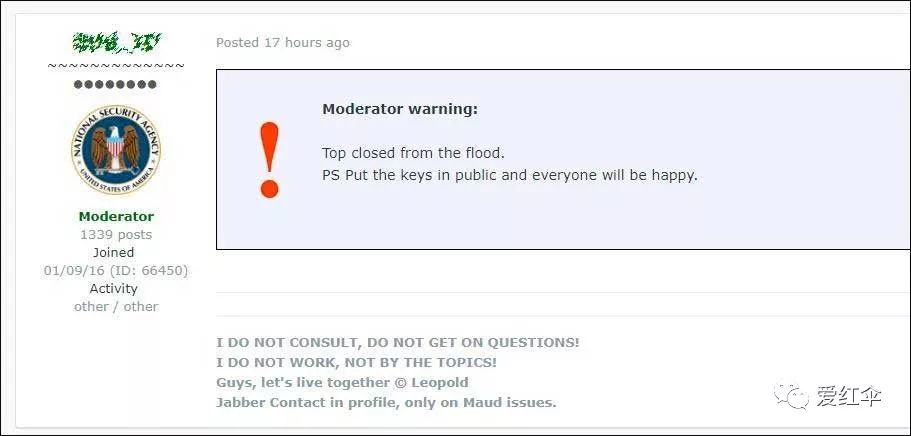 Posted 17 hours ago
~~~~~~~~~~~~~
●●●●●●●●
NATIONAL SECURITY AGENCY
UNITED STATES OF AMERICA
!
Moderator warning:
Top closed from the flood.
PS Put the keys in public and everyone will be happy.
Moderator
1339 posts
Joined
01/09/16 (ID: 66450)
Activity
other / other
I DO NOT CONSULT, DO NOT GET ON QUESTIONS!
I DO NOT WORK, NOT BY THE TOPICS!
Guys, let's live together © Leopold
Jabber Contact in profile, only on Maud issues.
爱红伞